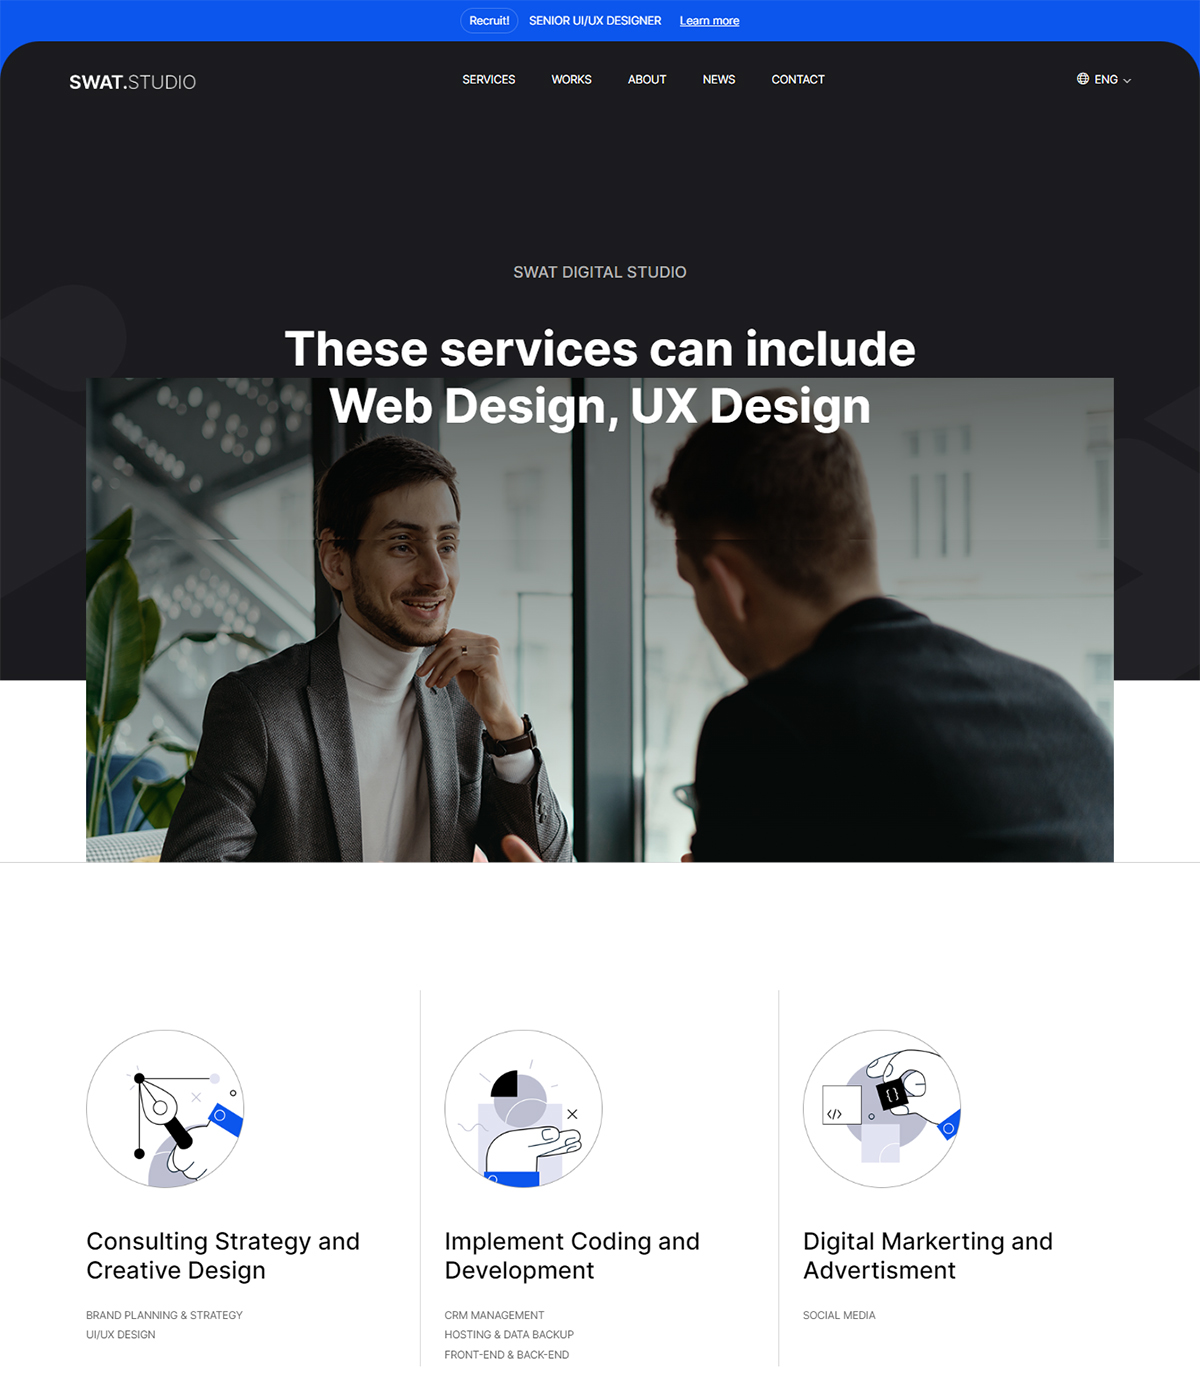 Recruit! SENIOR UI/UX DESIGNER Learn more
SWAT.STUDIO SERVICES WORKS ABOUT NEWS CONTACT ENG
SWAT DIGITAL STUDIO
These services can include
Web Design, UX Design
</>
{}
Consulting Strategy and
Creative Design
BRAND PLANNING & STRATEGY
UI/UX DESIGN
Implement Coding and
Development
CRM MANAGEMENT
HOSTING & DATA BACKUP
FRONT-END & BACK-END
Digital Markerting and
Advertisment
SOCIAL MEDIA